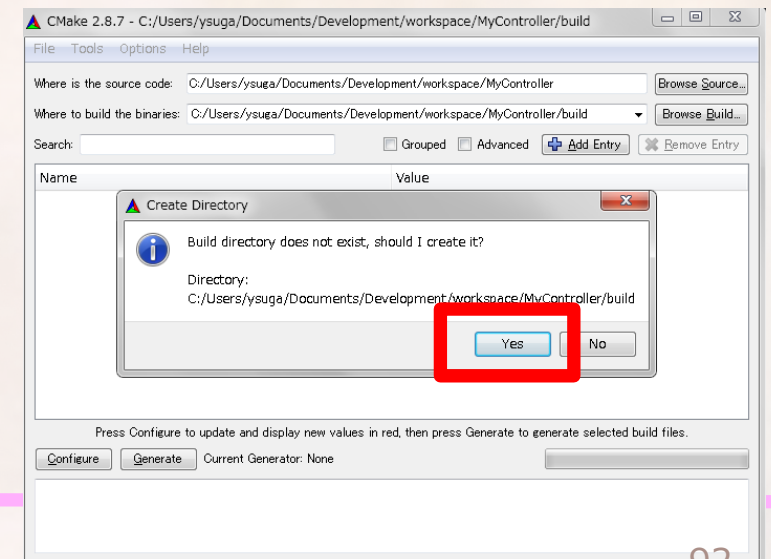 CMake 2.8.7 - C:/Users/ysuga/Documents/Development/workspace/MyController/build
File Tools Options Help
Where is the source code: C:/Users/ysuga/Documents/Development/workspace/MyController Browse Source...
Where to build the binaries: C:/Users/ysuga/Documents/Development/workspace/MyController/build Browse Build...
Search: Grouped Advanced Add Entry Remove Entry
Name Value
Create Directory
Build directory does not exist, should I create it?
Directory:
C:/Users/ysuga/Documents/Development/workspace/MyController/build
Yes No
Press Configure to update and display new values in red, then press Generate to generate selected build files.
Configure Generate Current Generator: None